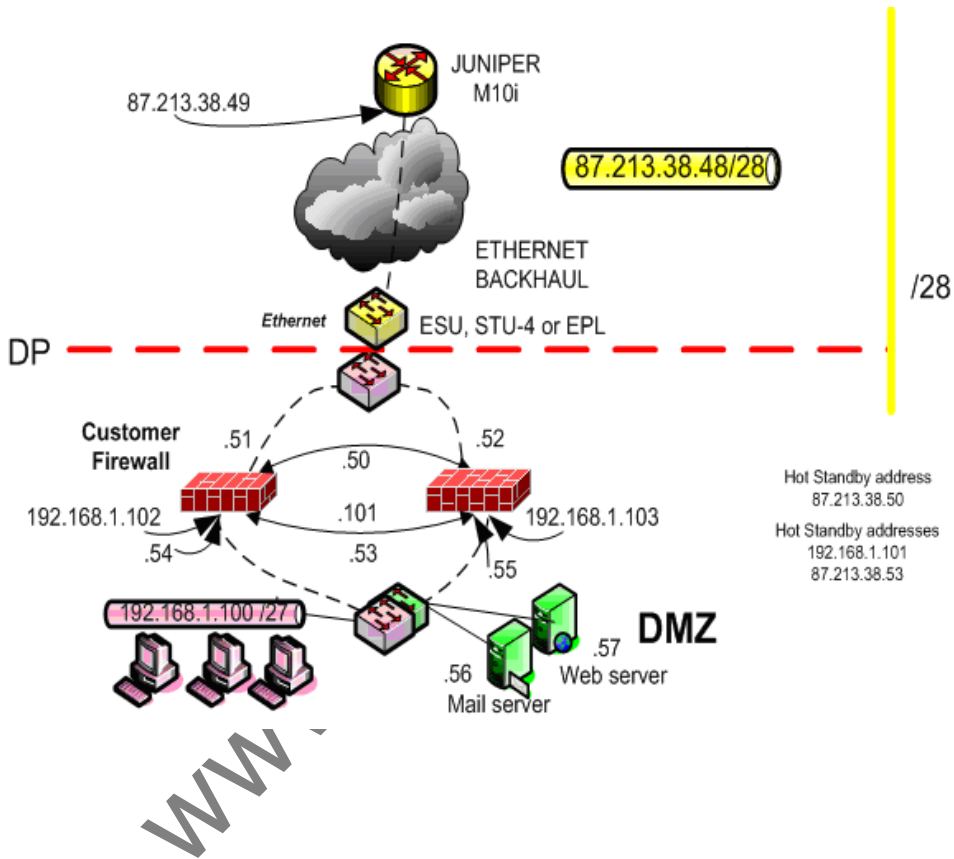 JUNIPER
M10i
87.213.38.49
87.213.38.48/28
ETHERNET
BACKHAUL
/28
Ethernet
ESU, STU-4 or EPL
DP
Customer
Firewall
.51
.52
.50
Hot Standby address
87.213.38.50
192.168.1.102
.101
192.168.1.103
Hot Standby addresses
192.168.1.101
87.213.38.53
.54
.53
.55
192.168.1.100 /27
DMZ
.57
Web server
.56
Mail server